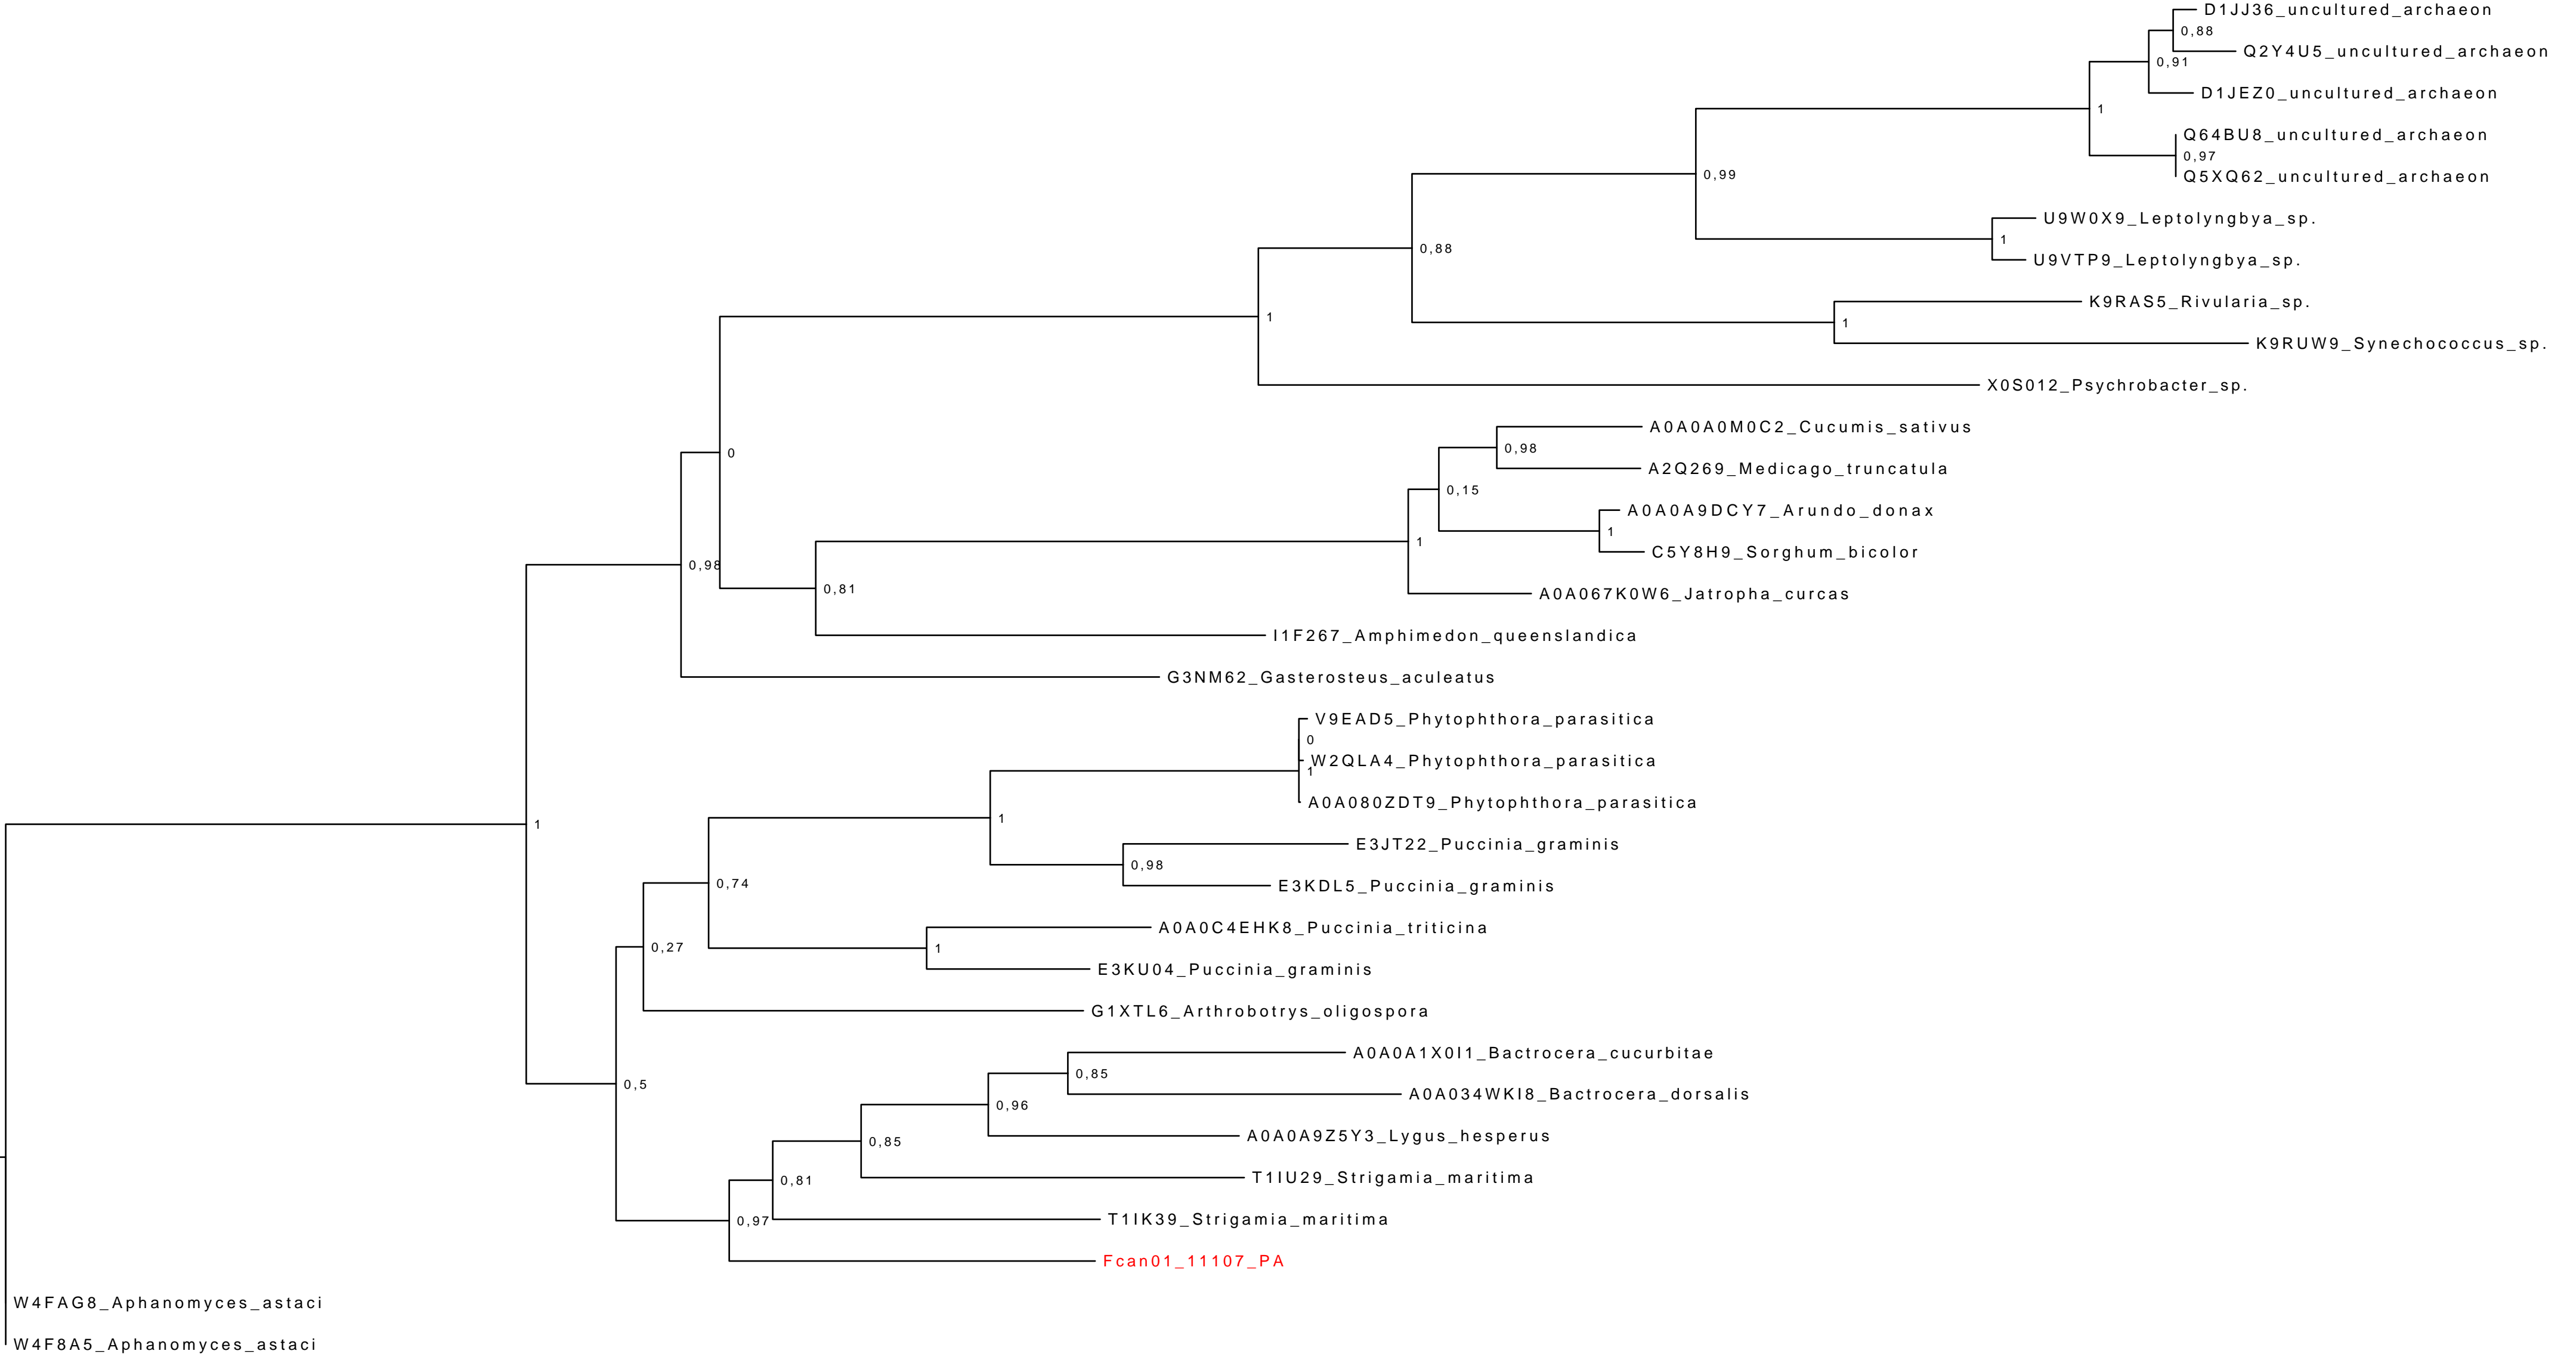 D1JJ36_uncultured_archaeon
0,88
Q2Y4U5_uncultured_archaeon
0,91
D1JEZ0_uncultured_archaeon
1
Q64BU8_uncultured_archaeon
0,97
Q5XQ62_uncultured_archaeon
0,99
U9W0X9_Leptolyngbya_sp.
1
U9VTP9_Leptolyngbya_sp.
0,88
K9RAS5_Rivularia_sp.
1
K9RUW9_Synechococcus_sp.
1
X0S012_Psychrobacter_sp.
0
A0A0A0M0C2_Cucumis_sativus
0,98
A2Q269_Medicago_truncatula
0,15
A0A0A9DCY7_Arundo_donax
1
C5Y8H9_Sorghum_bicolor
1
A0A067K0W6_Jatropha_curcas
0,98
0,81
I1F267_Amphimedon_queenslandica
G3NM62_Gasterosteus_aculeatus
V9EAD5_Phytophthora_parasitica
0
W2QLA4_Phytophthora_parasitica
1
A0A080ZDT9_Phytophthora_parasitica
1
1
E3JT22_Puccinia_graminis
0,98
E3KDL5_Puccinia_graminis
0,74
A0A0C4EHK8_Puccinia_triticina
1
0,27
E3KU04_Puccinia_graminis
G1XTL6_Arthrobotrys_oligospora
A0A0A1X0I1_Bactrocera_cucurbitae
0,85
0,5
A0A034WKI8_Bactrocera_dorsalis
0,96
A0A0A9Z5Y3_Lygus_hesperus
0,85
T1IU29_Strigamia_maritima
0,81
T1IK39_Strigamia_maritima
0,97
Fcan01_11107_PA
W4FAG8_Aphanomyces_astaci
W4F8A5_Aphanomyces_astaci